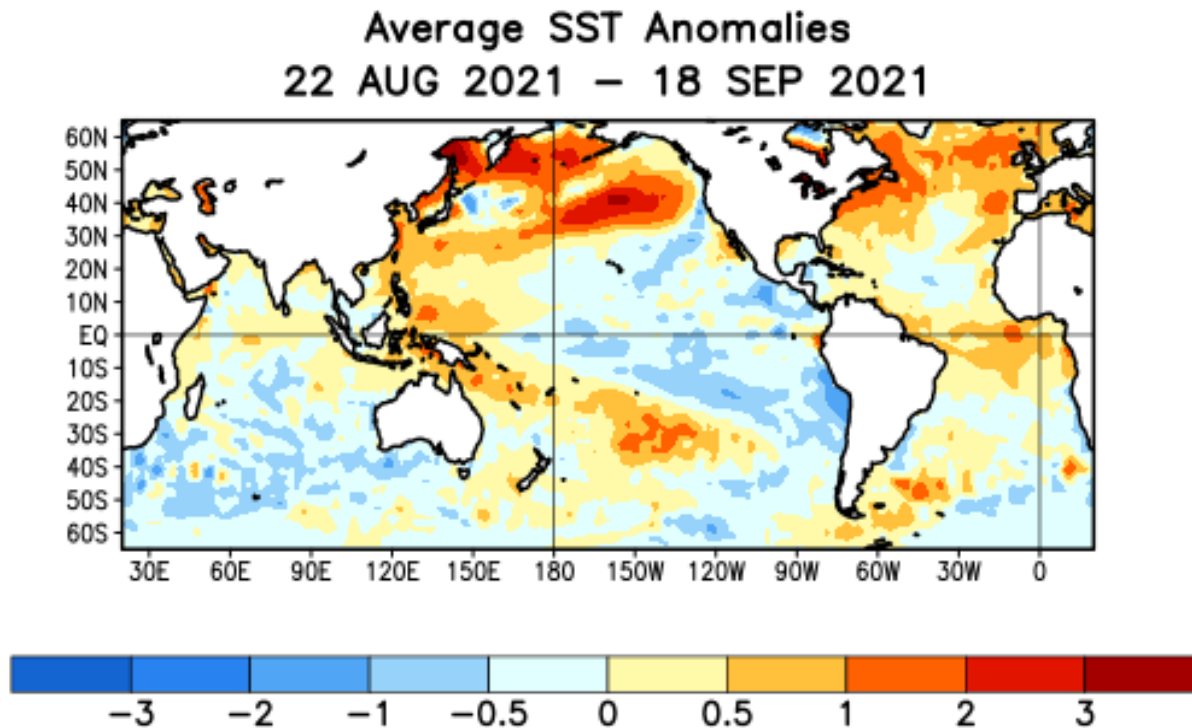 Average SST Anomalies
22 AUG 2021 – 18 SEP 2021
60N
50N
40N
30N
20N
10N
EQ
10S
20S
30S
40S
50S
60S
30E 60E 90E 120E 150E 180 150W 120W 90W 60W 30W 0
-3 -2 -1 -0.5 0 0.5 1 2 3